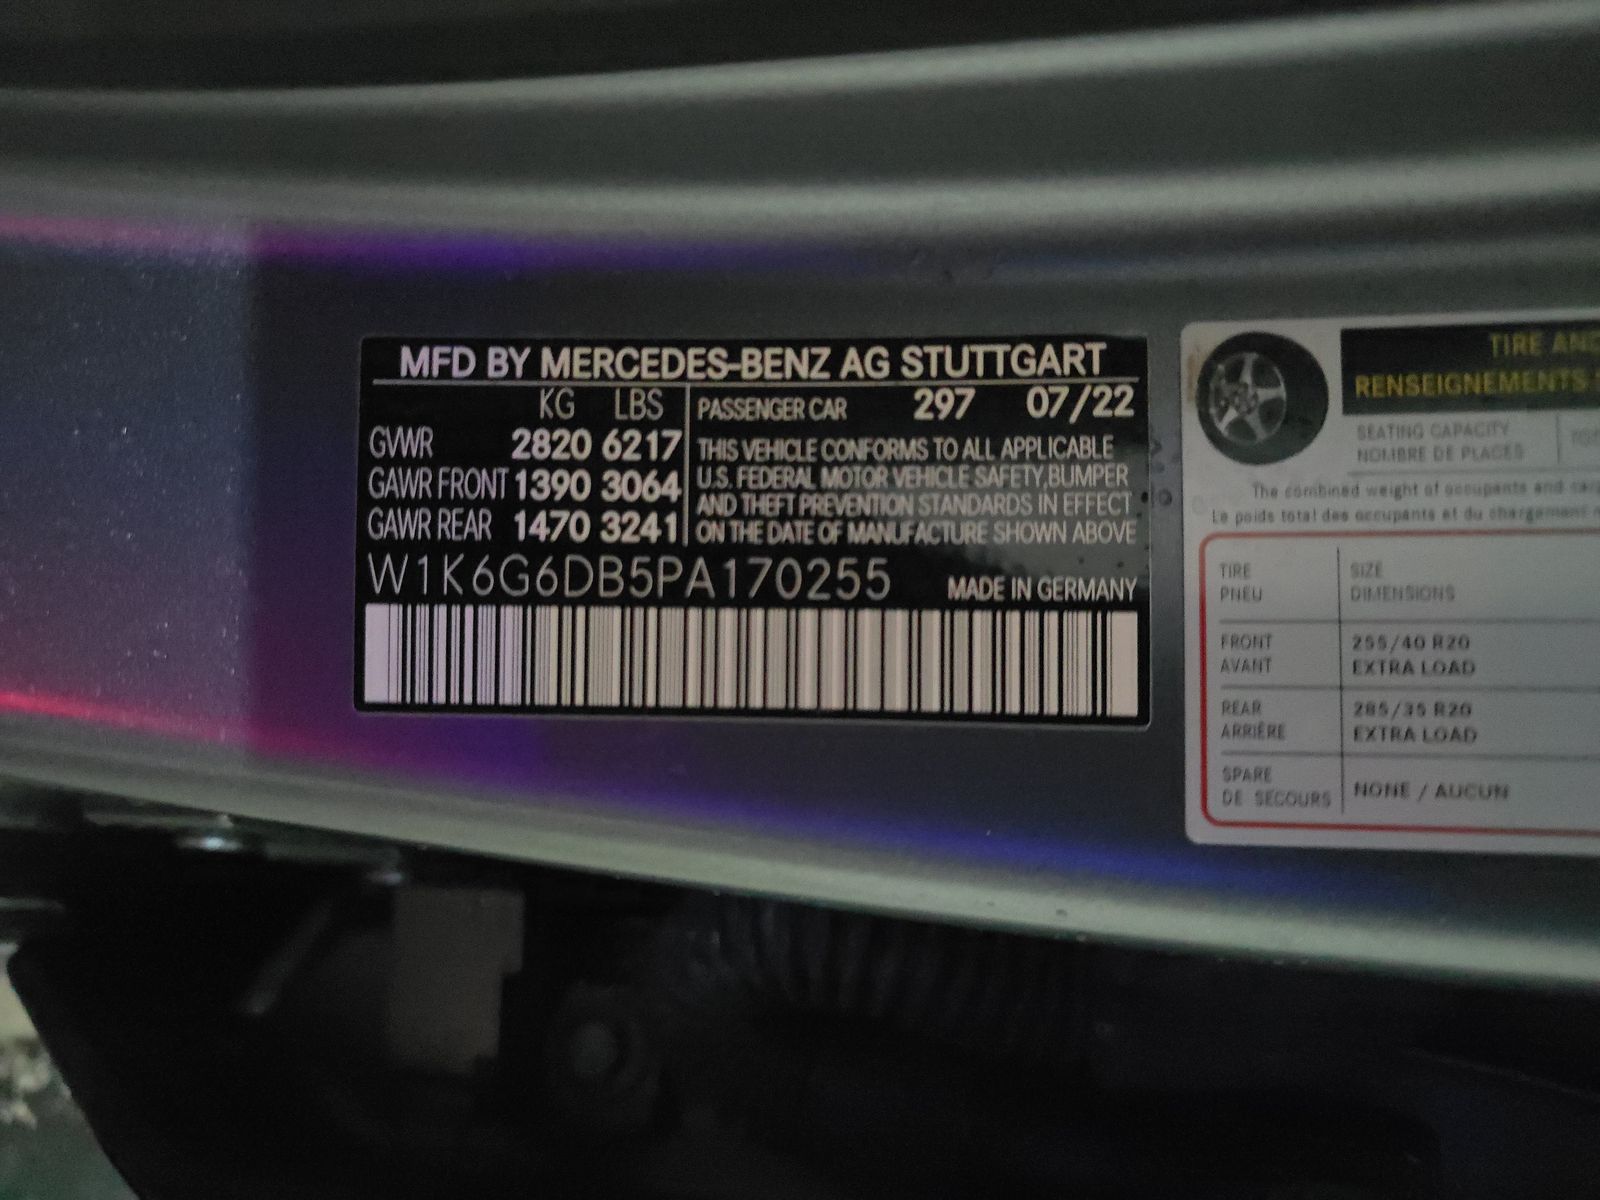 MFD BY MERCEDES-BENZ AG STUTTGART
KG LBS
GVWR 2820 6217
GAWR FRONT 1390 3064
GAWR REAR 1470 3241
PASSENGER CAR 297 07/22
THIS VEHICLE CONFORMS TO ALL APPLICABLE
U.S. FEDERAL MOTOR VEHICLE SAFETY,BUMPER
AND THEFT PREVENTION STANDARDS IN EFFECT
ON THE DATE OF MANUFACTURE SHOWN ABOVE
W1K6G6DB5PA170255
MADE IN GERMANY
TIRE AND
RENSEIGNEMENTS
SEATING CAPACITY
NOMBRE DE PLACES
The combined weight of occupants and
Le poids total des occupants et du chargement
TIRE
PNEU
SIZE
DIMENSIONS
FRONT
AVANT
255/40 R20
EXTRA LOAD
REAR
ARRIÈRE
285/35 R20
EXTRA LOAD
SPARE
DE SECOURS
NONE / AUCUN